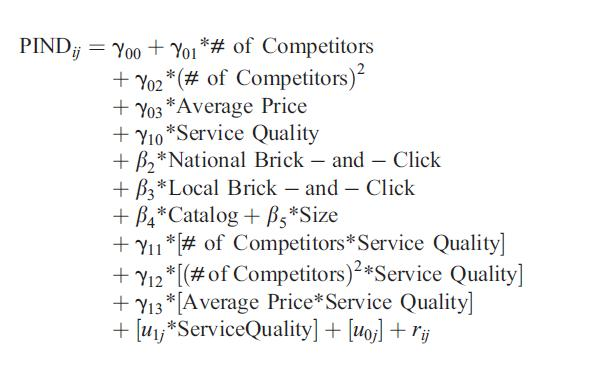 PINDᵢⱼ = γ₀₀ + γ₀₁*# of Competitors
+ γ₀₂*(# of Competitors)²
+ γ₀₃*Average Price
+ γ₁₀*Service Quality
+ β₂*National Brick – and – Click
+ β₃*Local Brick – and – Click
+ β₄*Catalog + β₅*Size
+ γ₁₁*[# of Competitors*Service Quality]
+ γ₁₂*[(# of Competitors)²*Service Quality]
+ γ₁₃*[Average Price*Service Quality]
+ [u₁ⱼ*ServiceQuality] + [u₀ⱼ] + rᵢⱼ